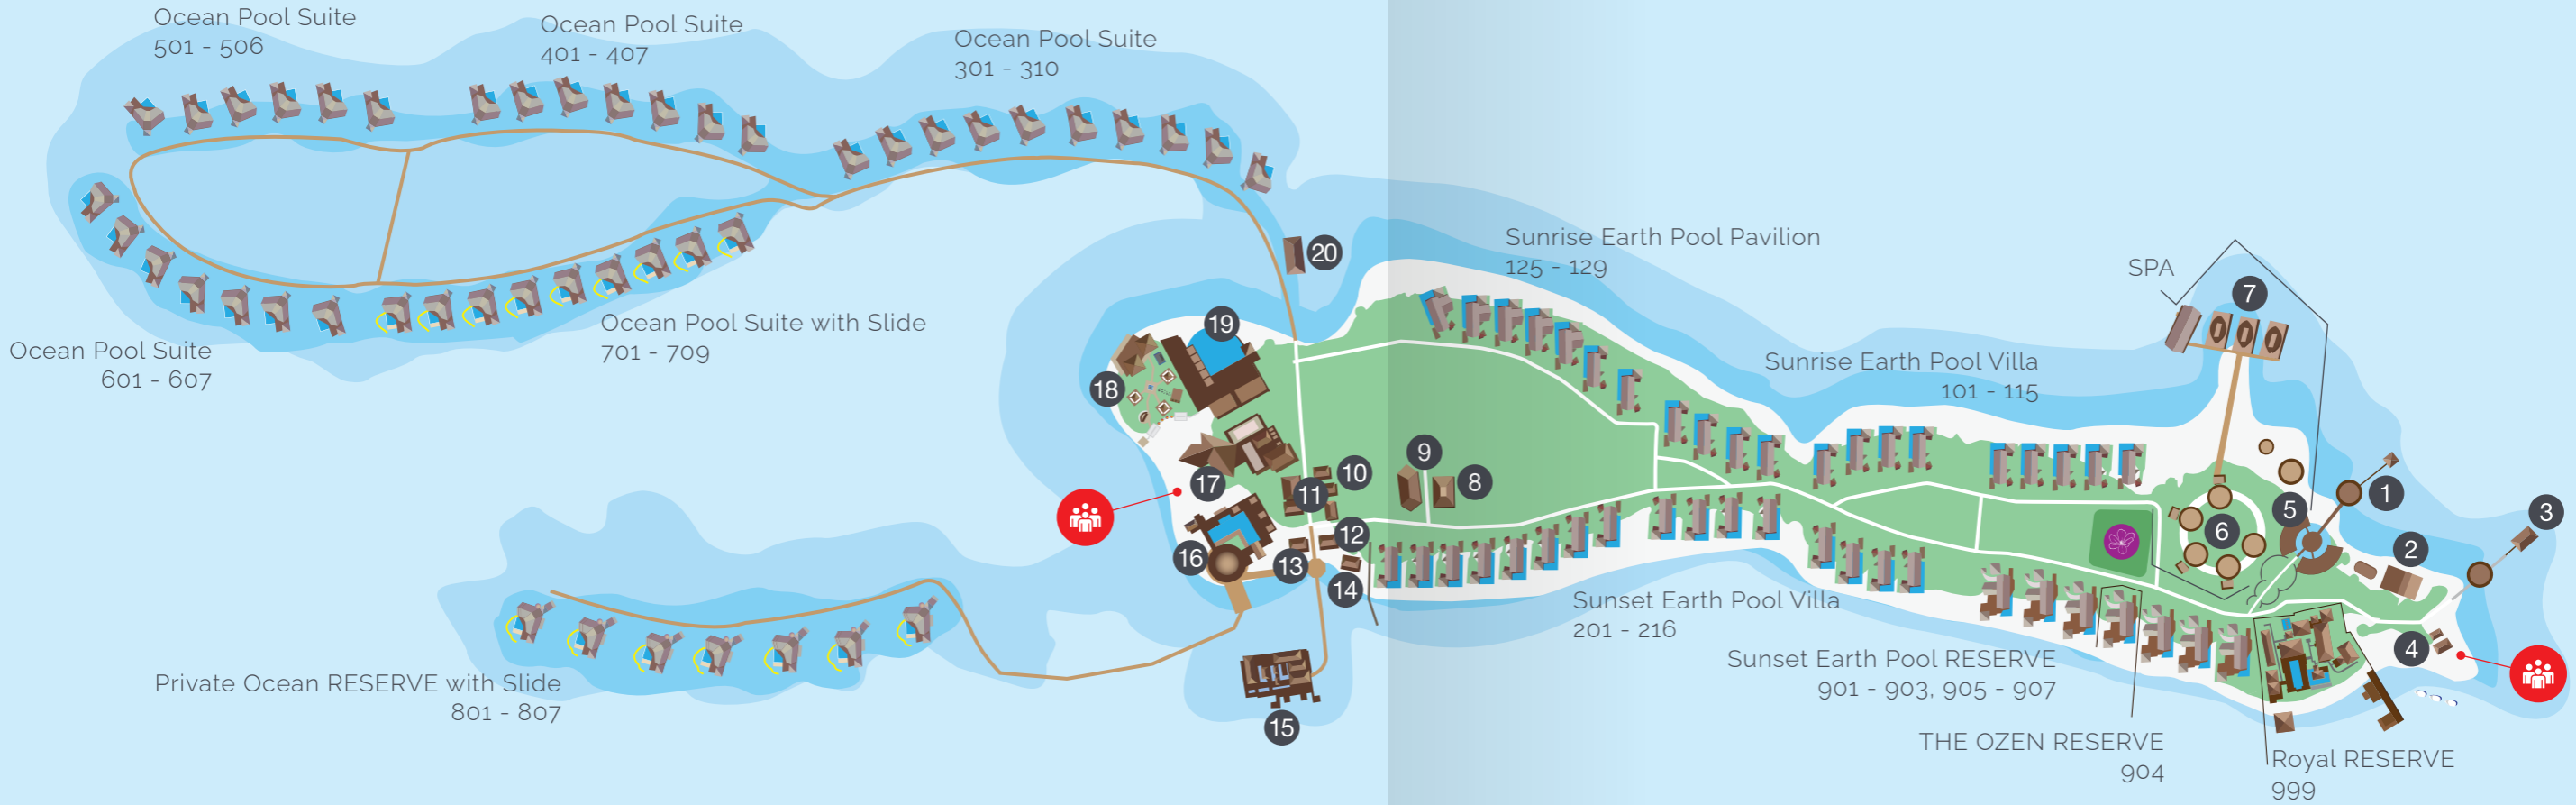 Ocean Pool Suite
501 - 506
Ocean Pool Suite
401 - 407
Ocean Pool Suite
301 - 310
Sunrise Earth Pool Pavilion
125 - 129
20
SPA
7
Ocean Pool Suite with Slide
701 - 709
19
Ocean Pool Suite
601 - 607
Sunrise Earth Pool Villa
101 - 115
18
9
10
8
17
11
1
3
5
6
12
2
16
13
14
Sunset Earth Pool Villa
201 - 216
4
Sunset Earth Pool RESERVE
901 - 903, 905 - 907
Private Ocean RESERVE with Slide
801 - 807
15
THE OZEN RESERVE
904
Royal RESERVE
999